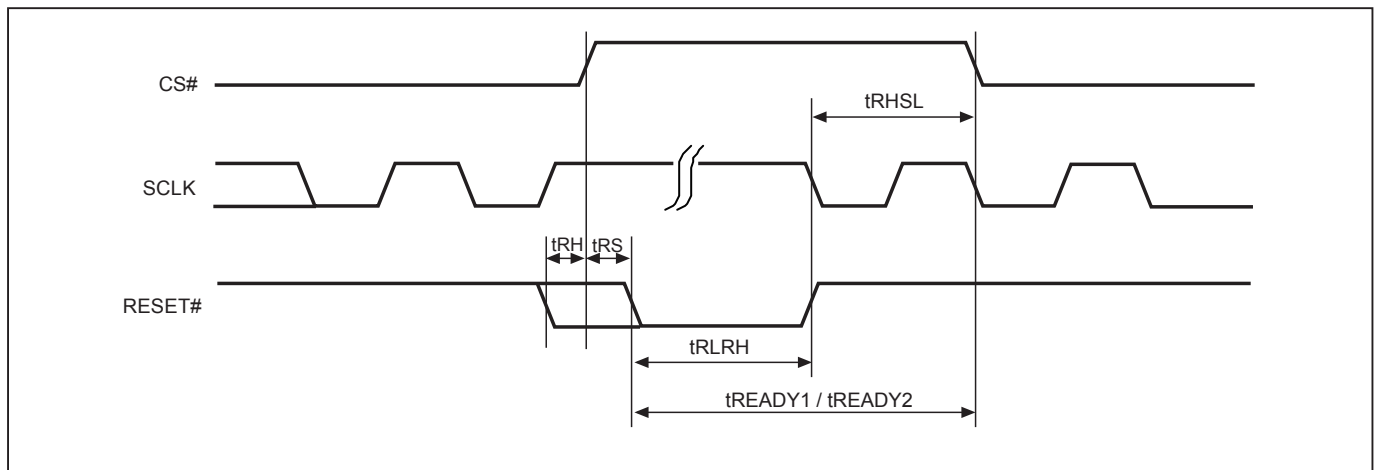 CS#
tRHSL
SCLK
tRH tRS
RESET#
tRLRH
tREADY1 / tREADY2